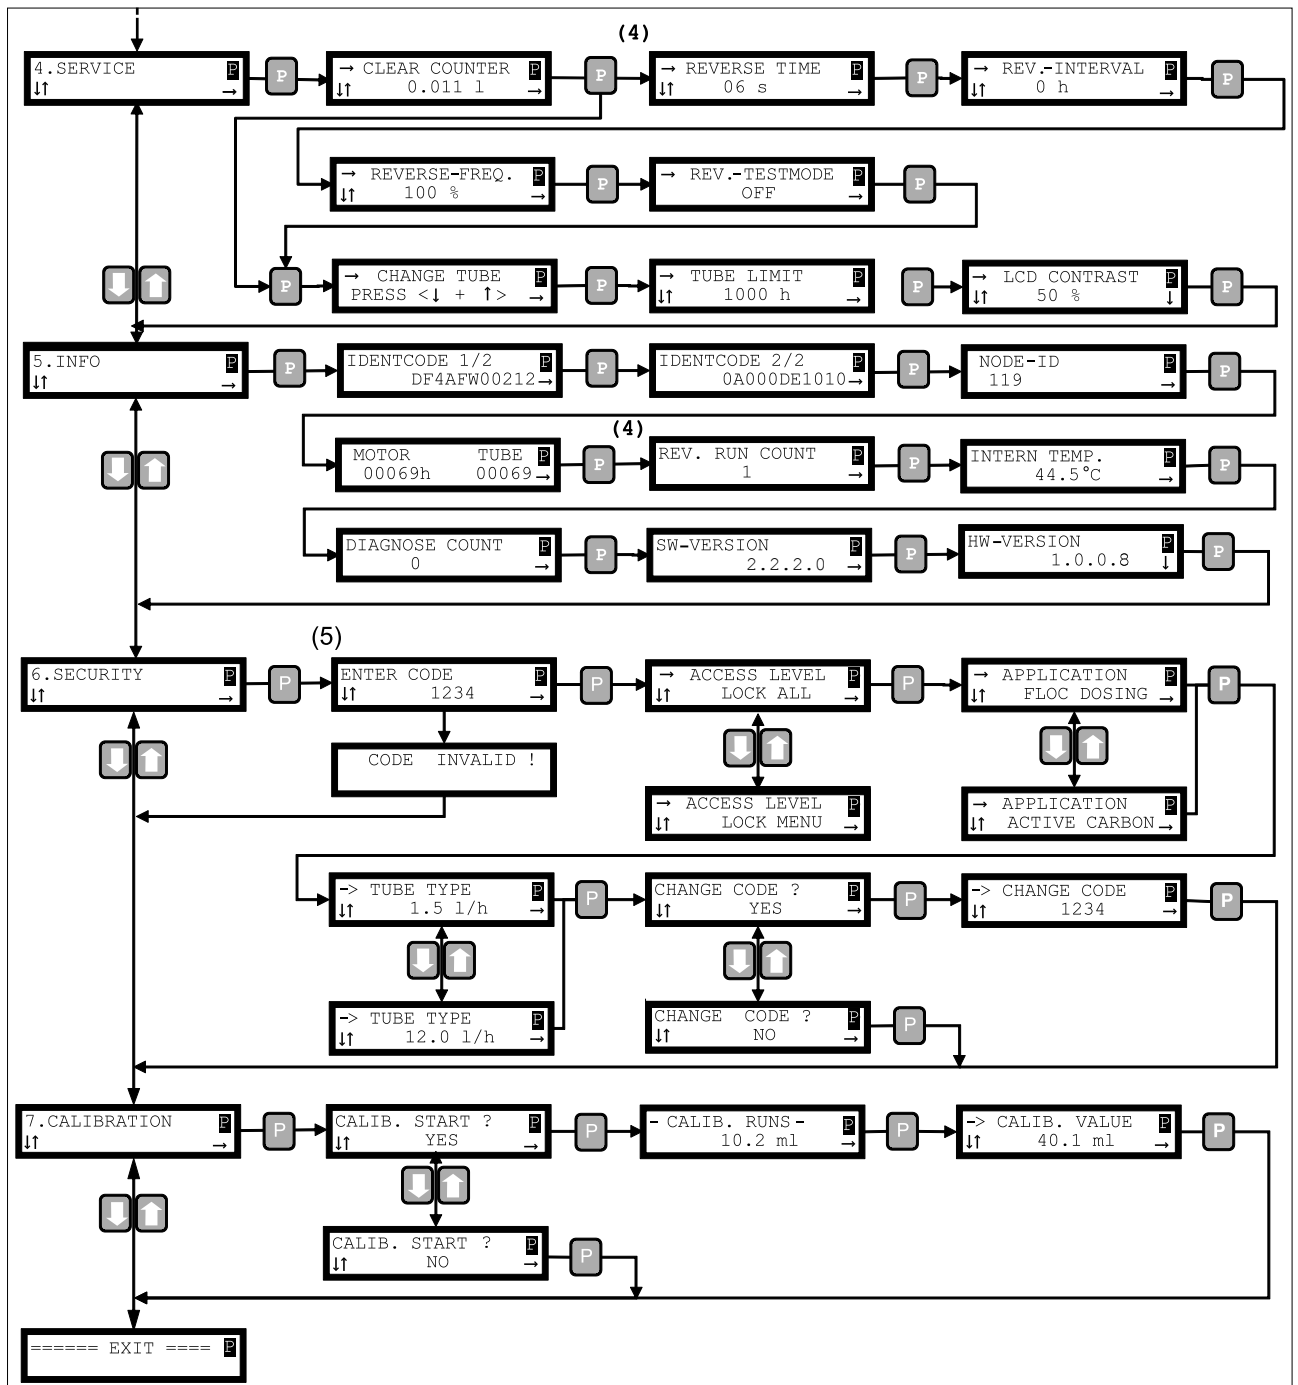 (4)
4.SERVICE P
↓↑ →
P
→ CLEAR COUNTER P
↓↑ 0.011 l →
P
→ REVERSE TIME P
↓↑ 06 s →
P
→ REV.-INTERVAL P
↓↑ 0 h →
P
→ REVERSE-FREQ. P
↓↑ 100 % →
P
→ REV.-TESTMODE P
OFF →
P
P
→ CHANGE TUBE P
PRESS <↓ + ↑> →
P
→ TUBE LIMIT P
↓↑ 1000 h →
P
→ LCD CONTRAST P
↓↑ 50 % ↓
P
5.INFO P
↓↑ →
P
IDENTCODE 1/2 P
DF4AFW00212→
P
IDENTCODE 2/2 P
0A000DE1010→
P
NODE-ID P
119 →
P
(4)
MOTOR TUBE P
00069h 00069→
P
REV. RUN COUNT P
1 →
P
INTERN TEMP. P
44.5°C →
P
DIAGNOSE COUNT P
0 →
P
SW-VERSION P
2.2.2.0 →
P
HW-VERSION P
1.0.0.8 ↓
P
(5)
6.SECURITY P
↓↑ →
P
ENTER CODE P
↓↑ 1234 →
P
→ ACCESS LEVEL P
↓↑ LOCK ALL →
P
→ APPLICATION P
↓↑ FLOC DOSING →
P
CODE INVALID !
→ ACCESS LEVEL P
↓↑ LOCK MENU →
→ APPLICATION P
↓↑ ACTIVE CARBON →
-> TUBE TYPE P
↓↑ 1.5 l/h →
P
CHANGE CODE ? P
↓↑ YES →
P
-> CHANGE CODE P
↓↑ 1234 →
P
-> TUBE TYPE P
↓↑ 12.0 l/h →
CHANGE CODE ? P
↓↑ NO →
P
7.CALIBRATION P
↓↑ →
P
CALIB. START ? P
↓↑ YES →
P
- CALIB. RUNS- P
10.2 ml →
P
-> CALIB. VALUE P
↓↑ 40.1 ml →
P
CALIB. START ? P
↓↑ NO →
P
====== EXIT ==== P